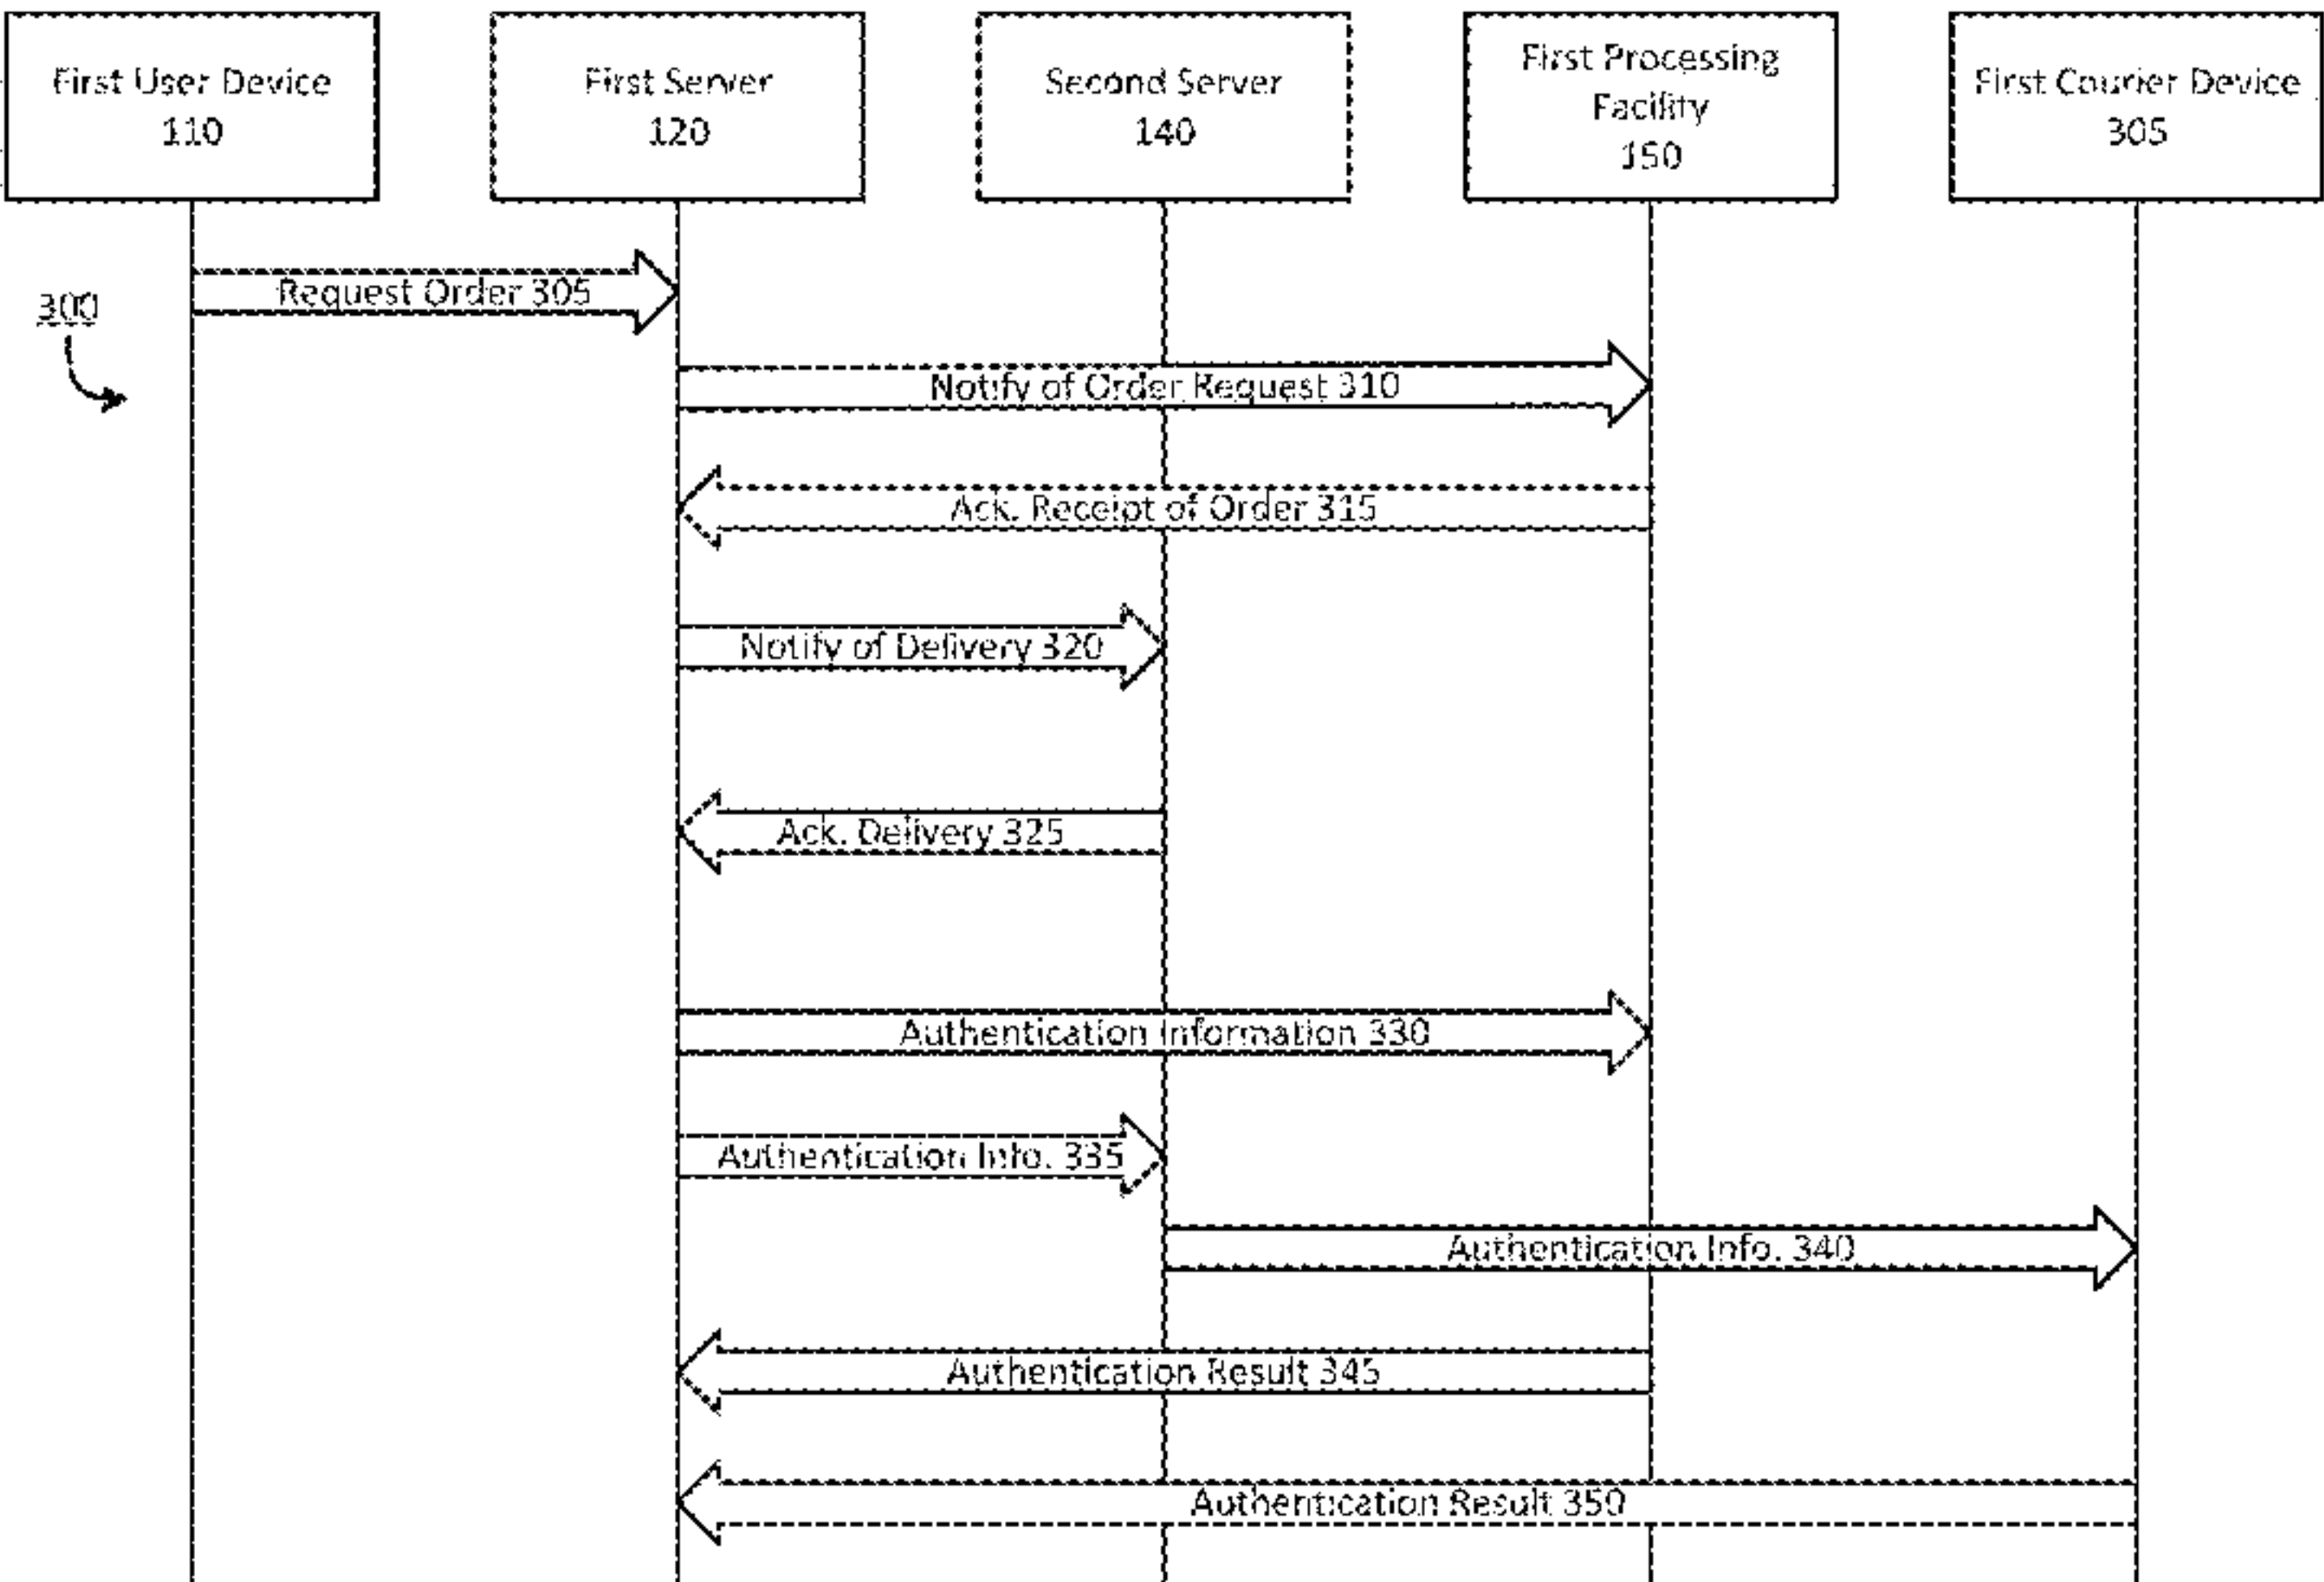 First User Device
110
First Server
120
Second Server
140
First Processing
Facility
150
First Courier Device
305
300
Request Order 305
Notify of Order Request 310
Ack. Receipt of Order 315
Notify of Delivery 320
Ack. Delivery 325
Authentication Information 330
Authentication Info. 335
Authentication Info. 340
Authentication Result 345
Authentication Result 350